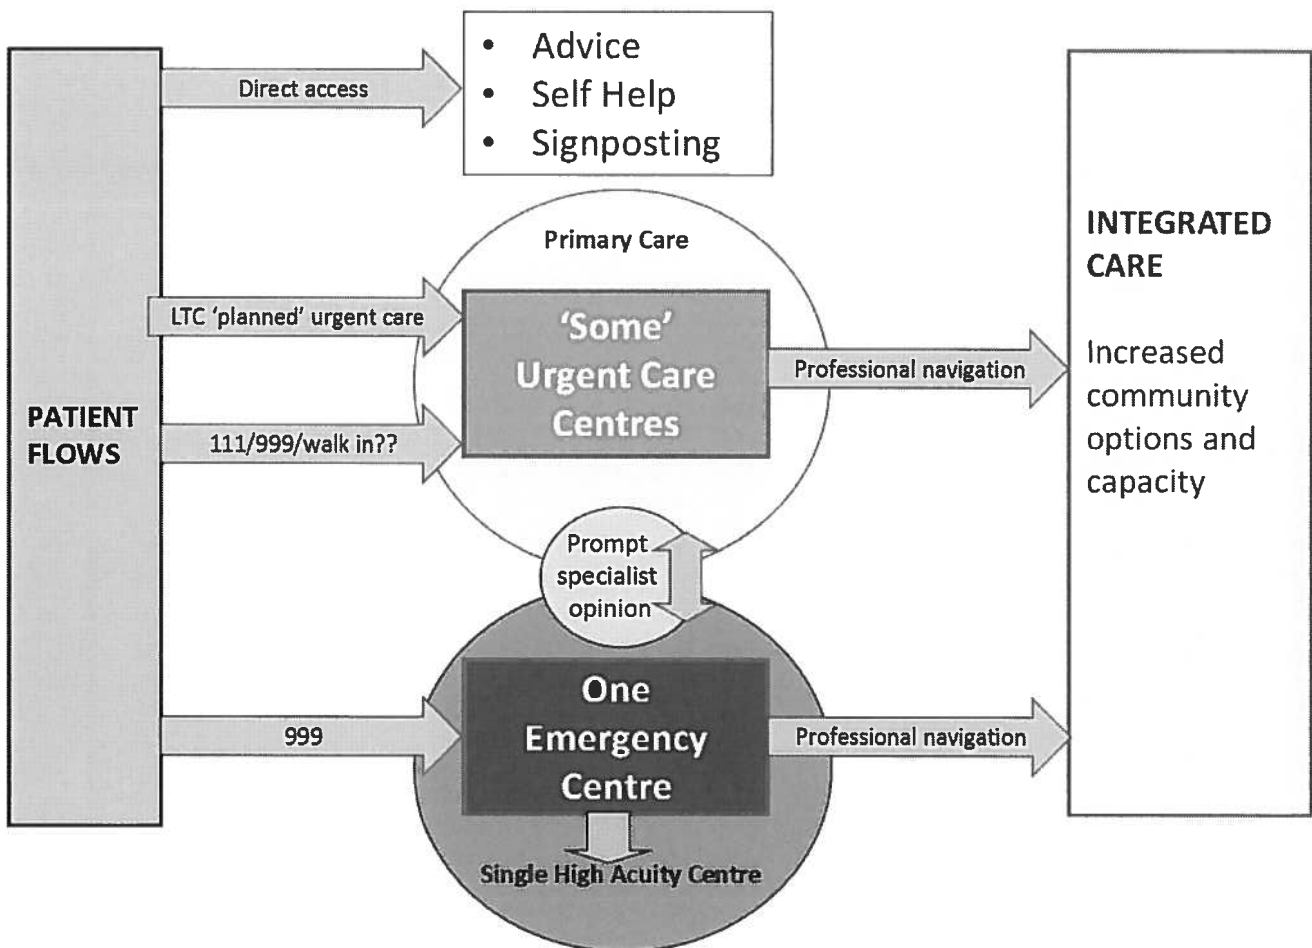 • Advice
• Self Help
• Signposting
Direct access
PATIENT
FLOWS
Primary Care
LTC 'planned' urgent care
111/999/walk in??
‘Some’
Urgent Care
Centres
Professional navigation
INTEGRATED
CARE
Increased
community
options and
capacity
Prompt
specialist
opinion
999
One
Emergency
Centre
Professional navigation
Single High Acuity Centre